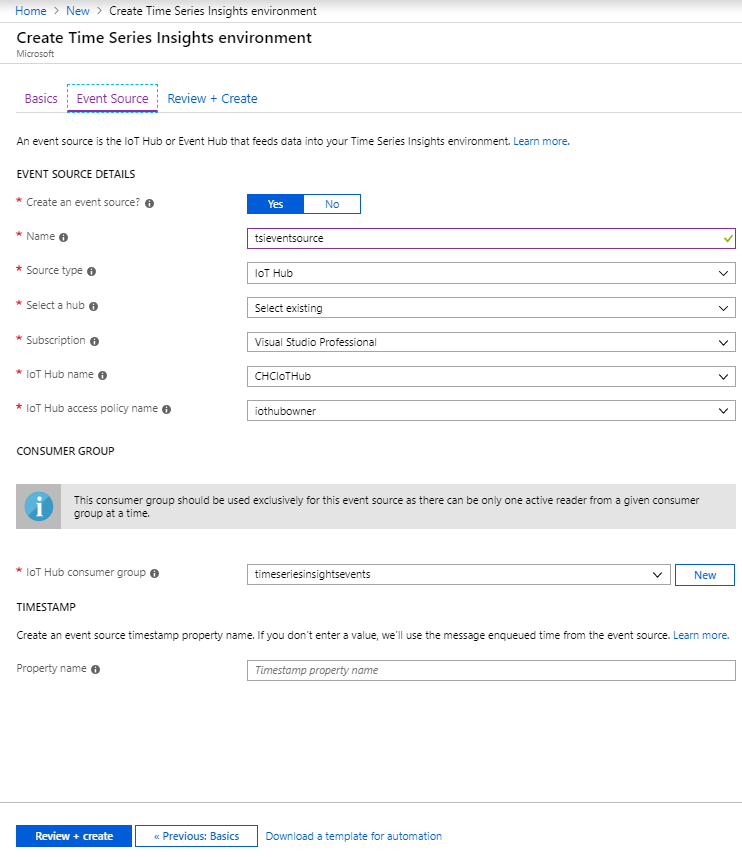 Home > New > Create Time Series Insights environment
Create Time Series Insights environment
Microsoft
Basics Event Source Review + Create
An event source is the IoT Hub or Event Hub that feeds data into your Time Series Insights environment. Learn more.
EVENT SOURCE DETAILS
* Create an event source? Yes No
* Name tsieventsource
* Source type IoT Hub
* Select a hub Select existing
* Subscription Visual Studio Professional
* IoT Hub name CHCIoTHub
* IoT Hub access policy name iothubowner
CONSUMER GROUP
This consumer group should be used exclusively for this event source as there can be only one active reader from a given consumer
group at a time.
* IoT Hub consumer group timeseriesinsightsevents New
TIMESTAMP
Create an event source timestamp property name. If you don't enter a value, we'll use the message enqueued time from the event source. Learn more.
Property name Timestamp property name
Review + create « Previous: Basics Download a template for automation